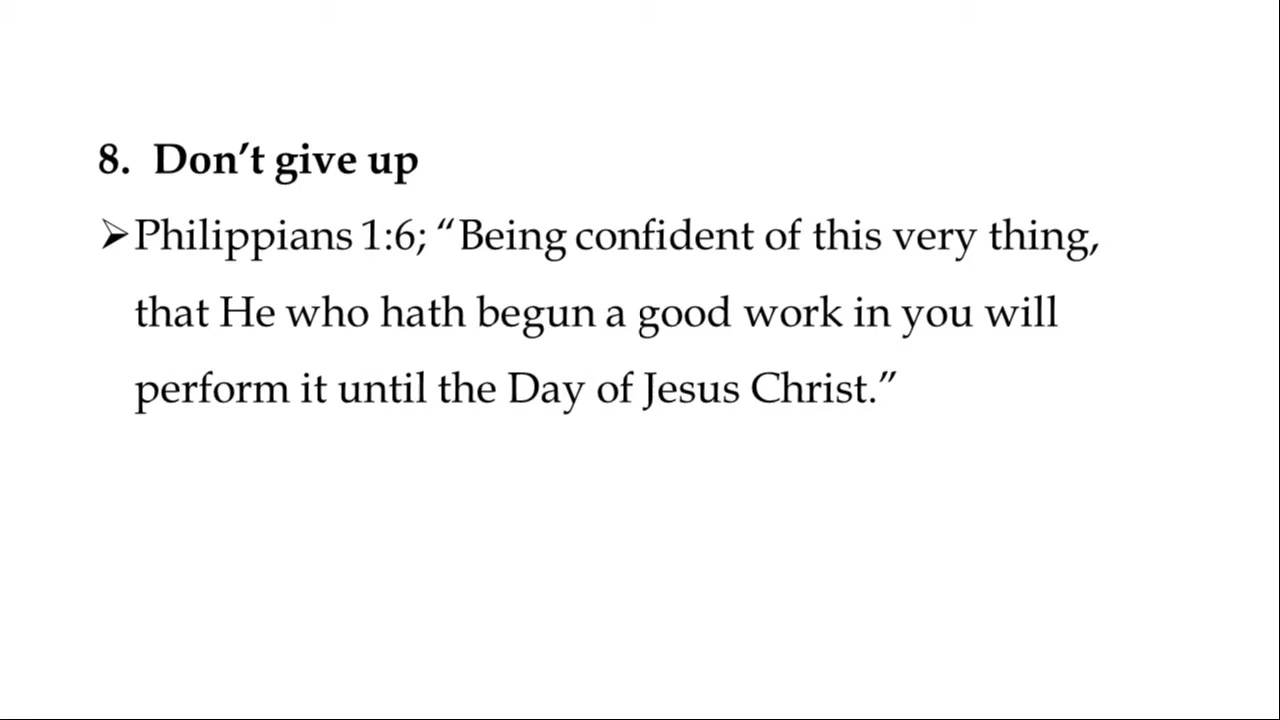 8. Don’t give up
➢Philippians 1:6; “Being confident of this very thing,
that He who hath begun a good work in you will
perform it until the Day of Jesus Christ.”